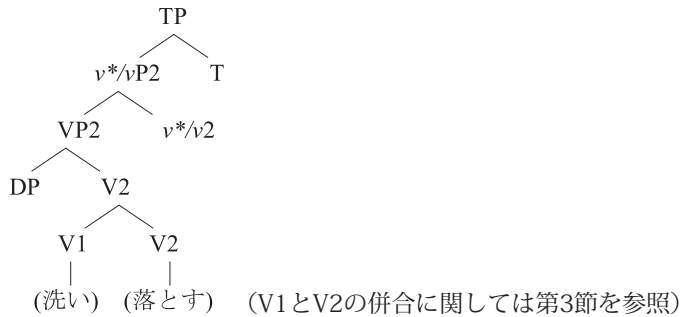 TP
v*/vP2 T
VP2 v*/v2
DP V2
V1 V2
(洗い) (落とす) （V1とV2の併合に関しては第3節を参照）